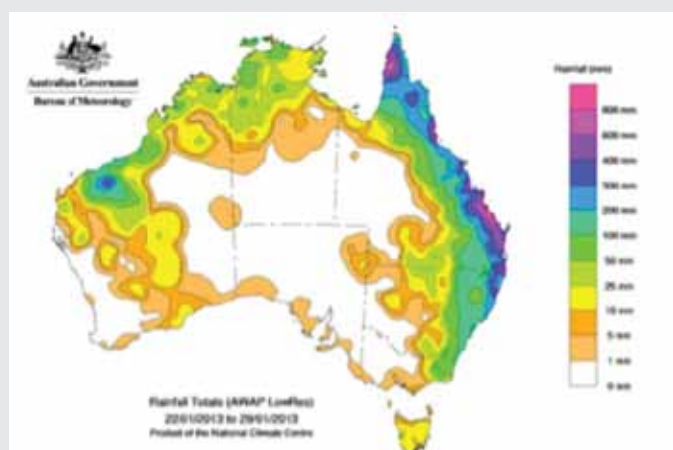 Australian Government
Bureau of Meteorology
Rainfall (mm)
800 mm
600 mm
400 mm
300 mm
200 mm
100 mm
50 mm
25 mm
10 mm
5 mm
1 mm
0 mm
Rainfall Totals (AWAP LowRes)
22/01/2013 to 29/01/2013
Product of the National Climate Centre